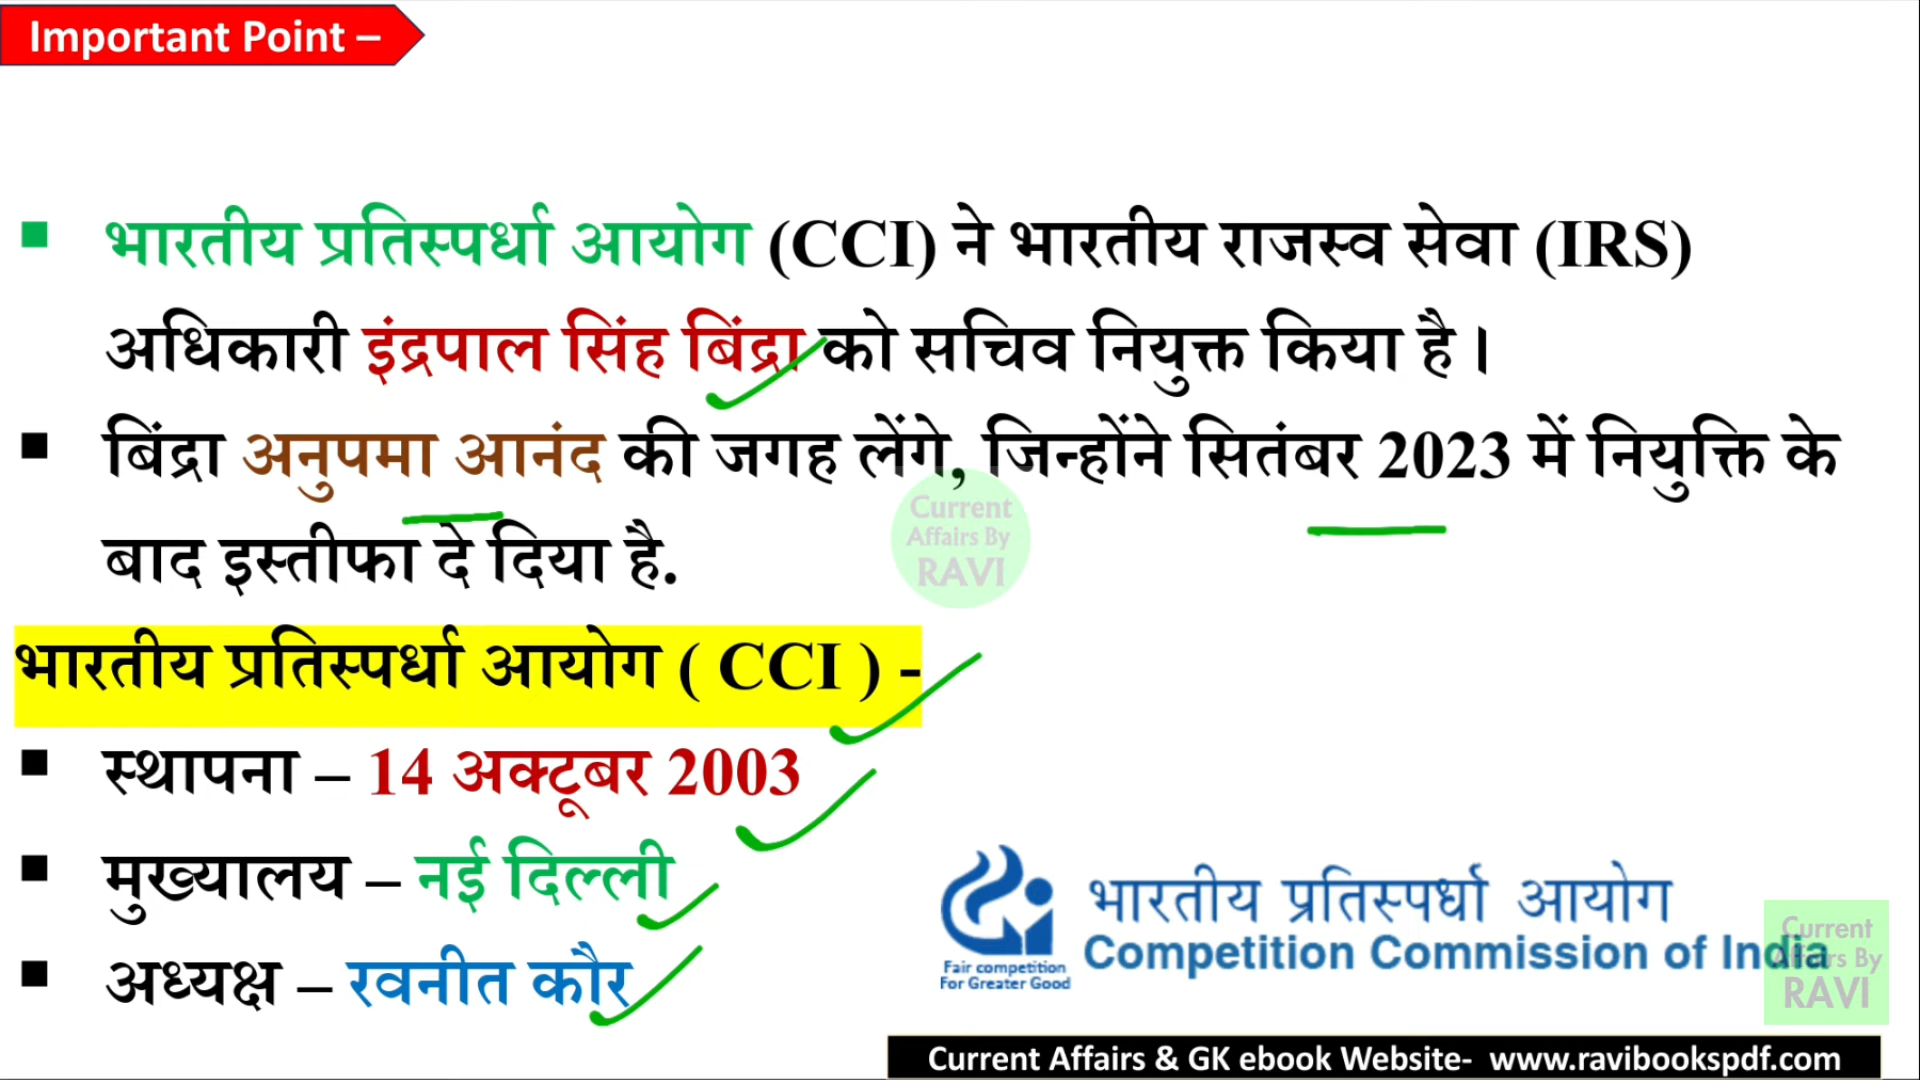 Important Point –
▪ भारतीय प्रतिस्पर्धा आयोग (CCI) ने भारतीय राजस्व सेवा (IRS)
अधिकारी इंद्रपाल सिंह बिंद्रा को सचिव नियुक्त किया है।
▪ बिंद्रा अनुपमा आनंद की जगह लेंगे, जिन्होंने सितंबर 2023 में नियुक्ति के
बाद इस्तीफा दे दिया है.
Current
Affairs By
RAVI
भारतीय प्रतिस्पर्धा आयोग ( CCI ) -
▪ स्थापना – 14 अक्टूबर 2003
▪ मुख्यालय – नई दिल्ली
▪ अध्यक्ष – रवनीत कौर
भारतीय प्रतिस्पर्धा आयोग
Competition Commission of India
Fair competition
For Greater Good
Current
Affairs By
RAVI
Current Affairs & GK ebook Website- www.ravibookspdf.com